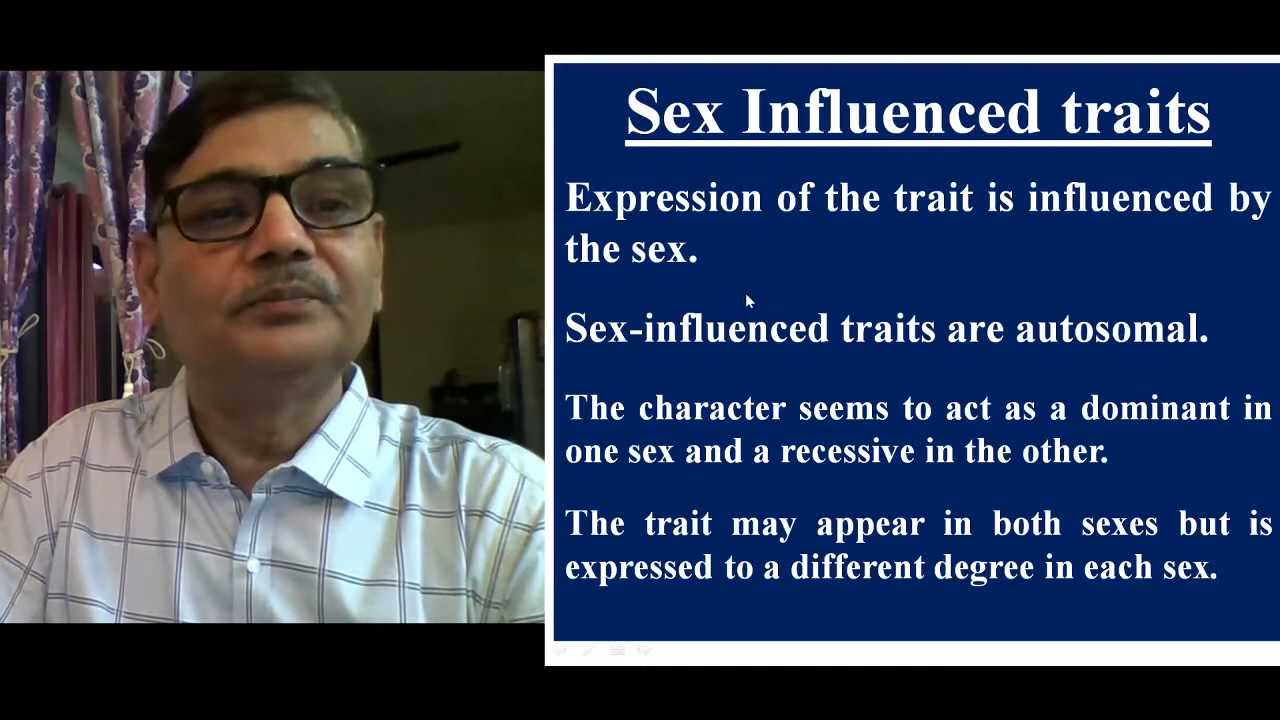 Sex Influenced traits
Expression of the trait is influenced by
the sex.
Sex-influenced traits are autosomal.
The character seems to act as a dominant in
one sex and a recessive in the other.
The trait may appear in both sexes but is
expressed to a different degree in each sex.